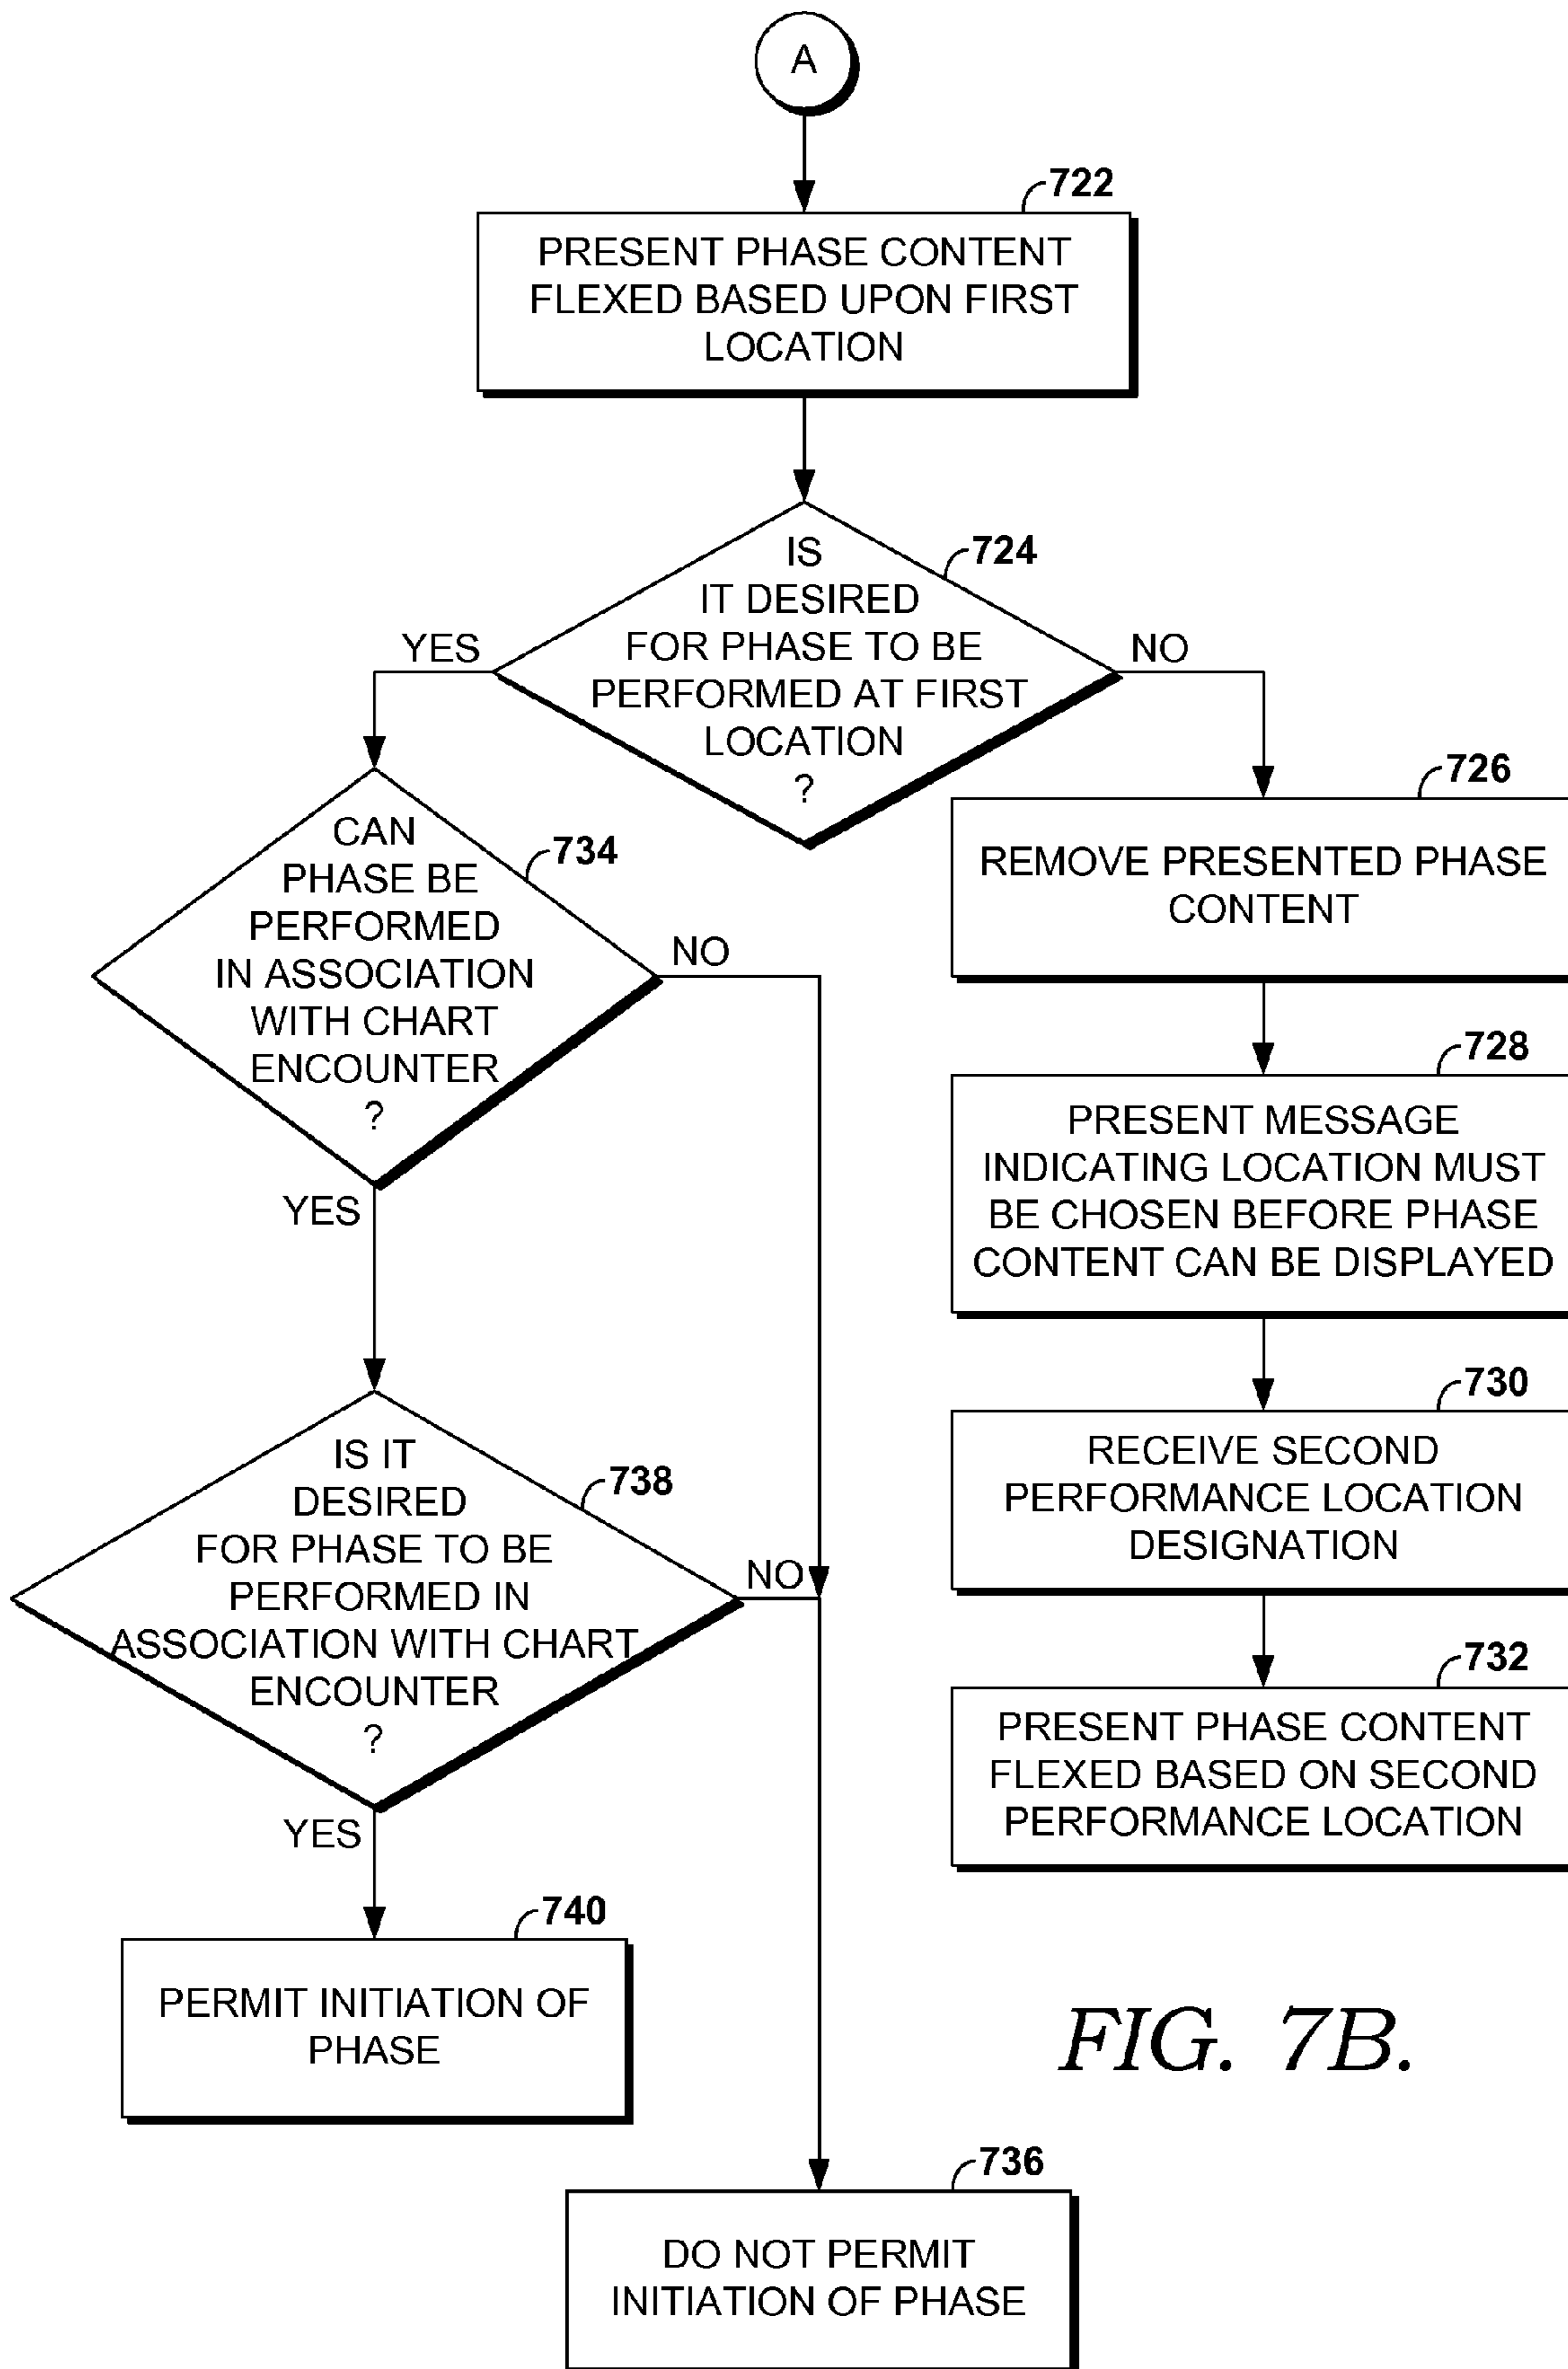 A
722
PRESENT PHASE CONTENT
FLEXED BASED UPON FIRST
LOCATION
724
IS
IT DESIRED
FOR PHASE TO BE
PERFORMED AT FIRST
LOCATION
?
YES
NO
734
CAN
PHASE BE
PERFORMED
IN ASSOCIATION
WITH CHART
ENCOUNTER
?
NO
YES
726
REMOVE PRESENTED PHASE
CONTENT
728
PRESENT MESSAGE
INDICATING LOCATION MUST
BE CHOSEN BEFORE PHASE
CONTENT CAN BE DISPLAYED
730
RECEIVE SECOND
PERFORMANCE LOCATION
DESIGNATION
732
PRESENT PHASE CONTENT
FLEXED BASED ON SECOND
PERFORMANCE LOCATION
738
IS IT
DESIRED
FOR PHASE TO BE
PERFORMED IN
ASSOCIATION WITH CHART
ENCOUNTER
?
NO
YES
740
PERMIT INITIATION OF
PHASE
736
DO NOT PERMIT
INITIATION OF PHASE
FIG. 7B.